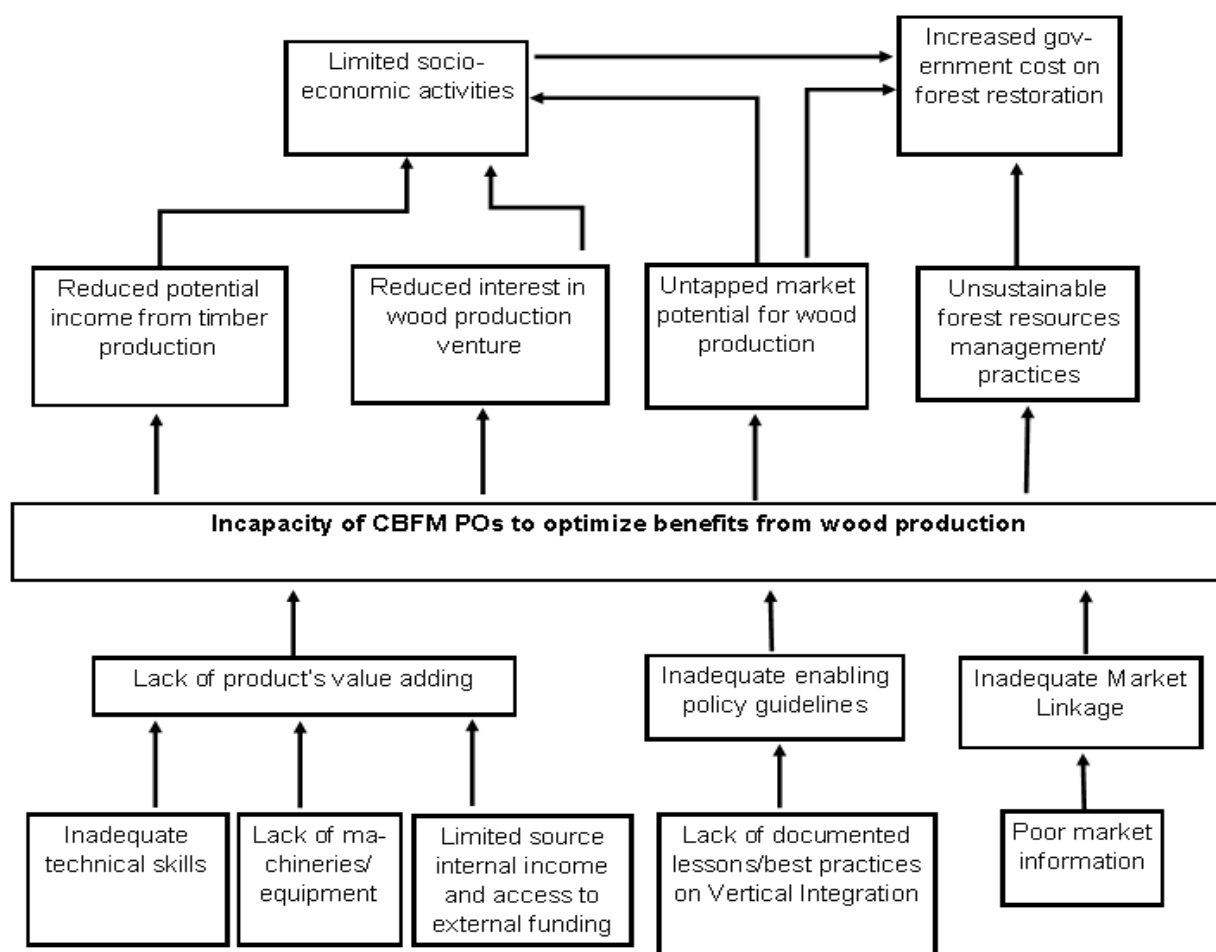 Limited socio-
economic activities
Increased gov-
ernment cost on
forest restoration
Reduced potential
income from timber
production
Reduced interest in
wood production
venture
Untapped market
potential for wood
production
Unsustainable
forest resources
management/
practices
Incapacity of CBFM POs to optimize benefits from wood production
Lack of product's value adding
Inadequate enabling
policy guidelines
Inadequate Market
Linkage
Inadequate
technical skills
Lack of ma-
chineries/
equipment
Limited source
internal income
and access to
external funding
Lack of documented
lessons/best practices
on Vertical Integration
Poor market
information